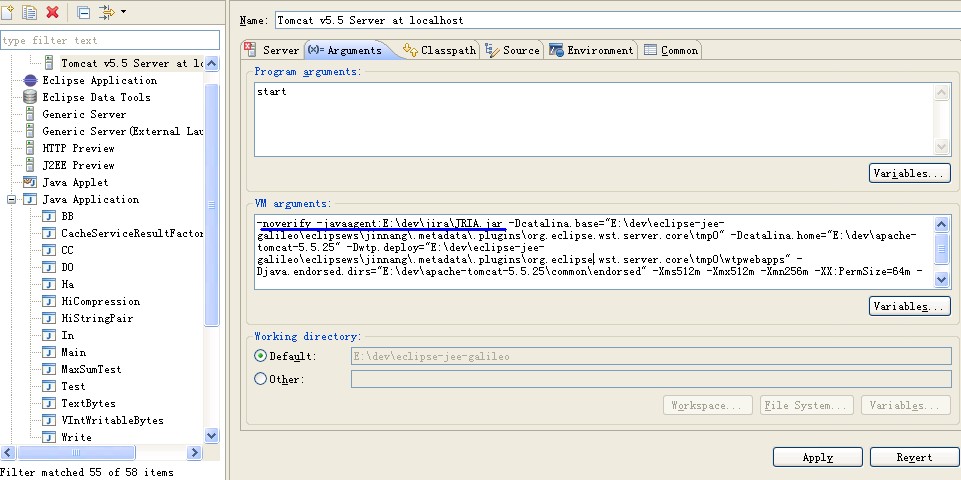 type filter text
Tomcat v5.5 Server at lo
Eclipse Application
Eclipse Data Tools
Generic Server
Generic Server(External Lau
HTTP Preview
J2EE Preview
Java Applet
Java Application
BB
CacheServiceResultFactor
CC
DO
Ha
HiCompression
HiStringPair
In
Main
MaxSumTest
Test
TextBytes
VIntWritableBytes
Write
Filter matched 55 of 58 items
Name: Tomcat v5.5 Server at localhost
Server (x)= Arguments Classpath Source Environment Common
Program arguments:
start
Variables...
VM arguments:
-noverify -javaagent:E:\dev\jira\JRIA.jar -Dcatalina.base="E:\dev\eclipse-jee-
galileo\eclipsews\jinnang\.metadata\.plugins\org.eclipse.wst.server.core\tmp0" -Dcatalina.home="E:\dev\apache-
tomcat-5.5.25" -Dwtp.deploy="E:\dev\eclipse-jee-
galileo\eclipsews\jinnang\.metadata\.plugins\org.eclipse.wst.server.core\tmp0\wtpwebapps" -
Djava.endorsed.dirs="E:\dev\apache-tomcat-5.5.25\common\endorsed" -Xms512m -Xmx512m -Xmn256m -XX:PermSize=64m -
Variables...
Working directory:
Default: E:\dev\eclipse-jee-galileo
Other:
Workspace... File System... Variables...
Apply Revert